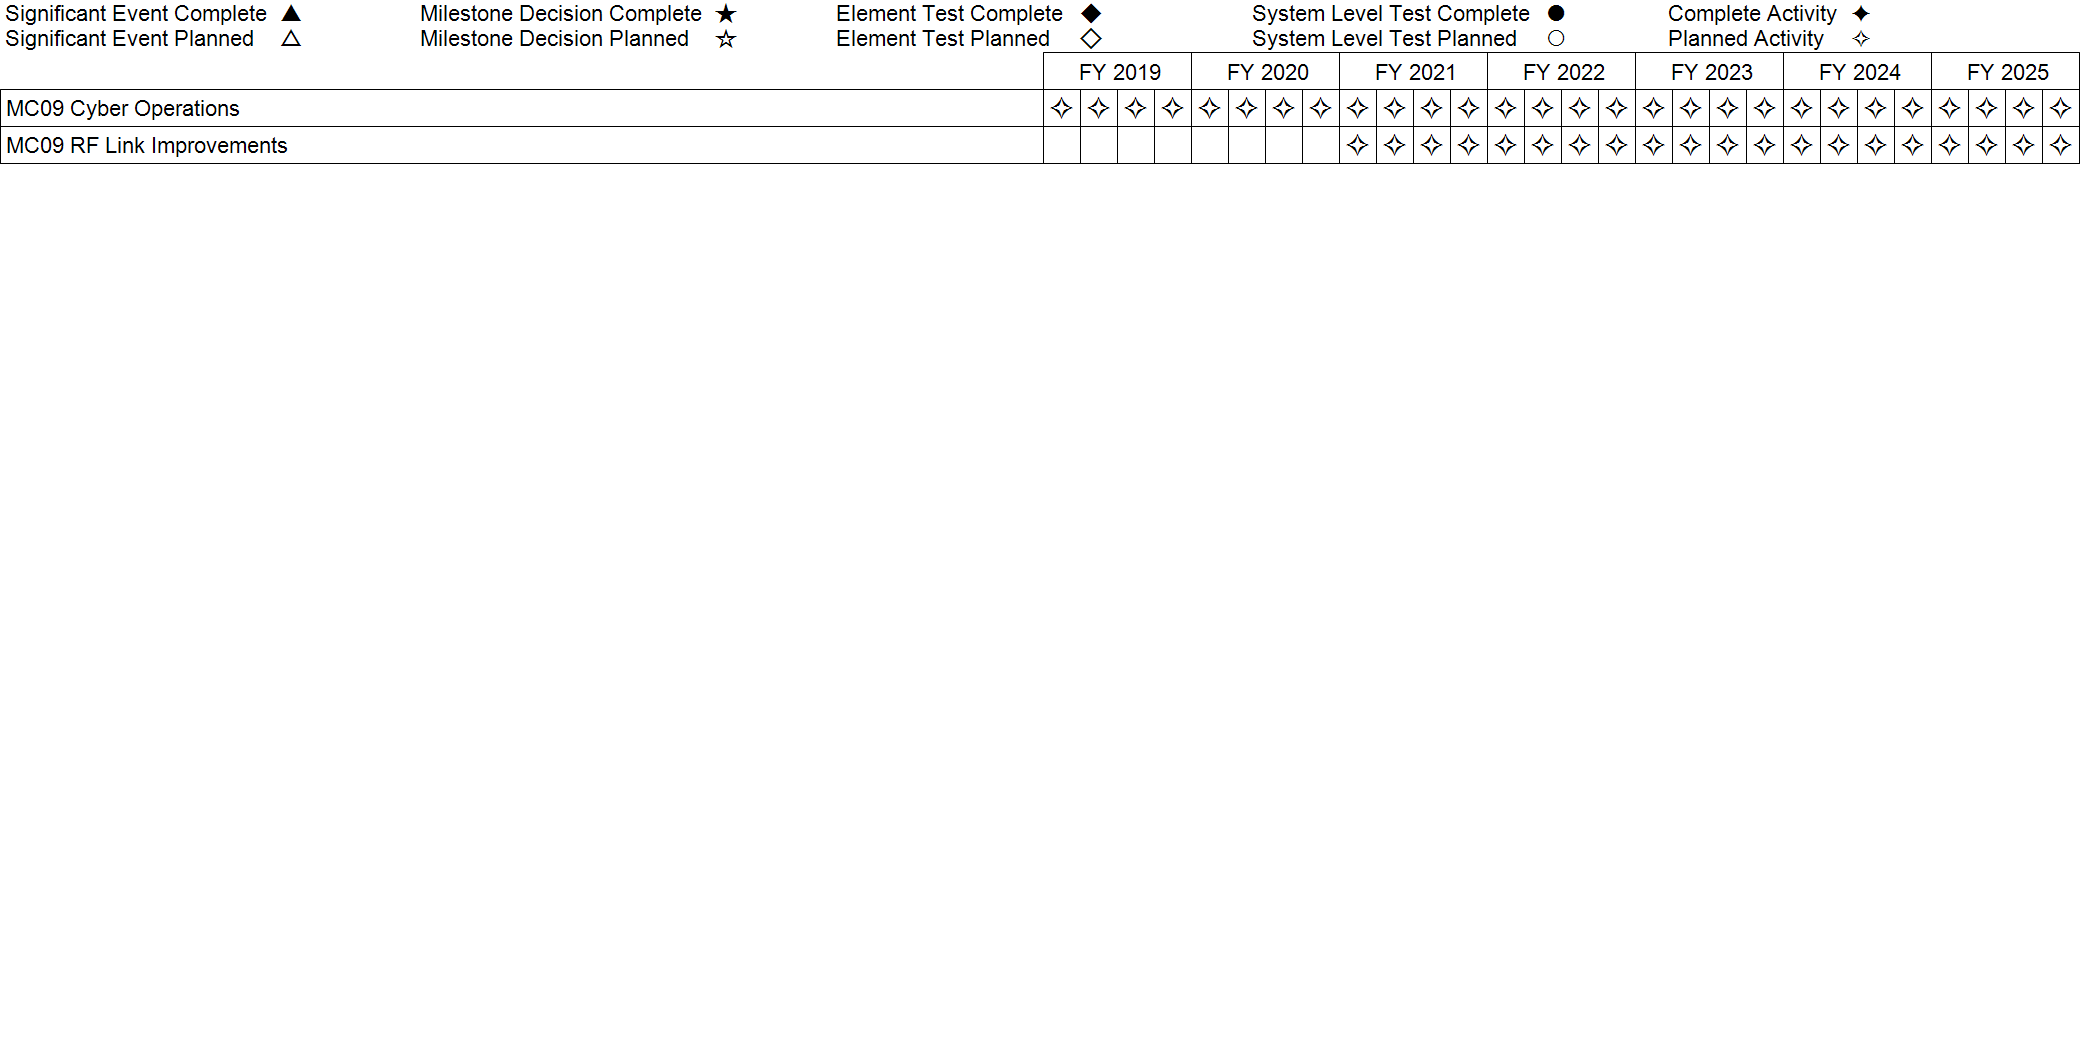 Significant Event Complete ▲ Milestone Decision Complete ★ Element Test Complete ◆ System Level Test Complete ● Complete Activity ✦
Significant Event Planned △ Milestone Decision Planned ☆ Element Test Planned ◇ System Level Test Planned ○ Planned Activity ✧
FY 2019 FY 2020 FY 2021 FY 2022 FY 2023 FY 2024 FY 2025
MC09 Cyber Operations ✧ ✧ ✧ ✧ ✧ ✧ ✧ ✧ ✧ ✧ ✧ ✧ ✧ ✧ ✧ ✧ ✧ ✧ ✧ ✧ ✧ ✧ ✧ ✧ ✧ ✧ ✧ ✧
MC09 RF Link Improvements ✧ ✧ ✧ ✧ ✧ ✧ ✧ ✧ ✧ ✧ ✧ ✧ ✧ ✧ ✧ ✧ ✧ ✧ ✧ ✧